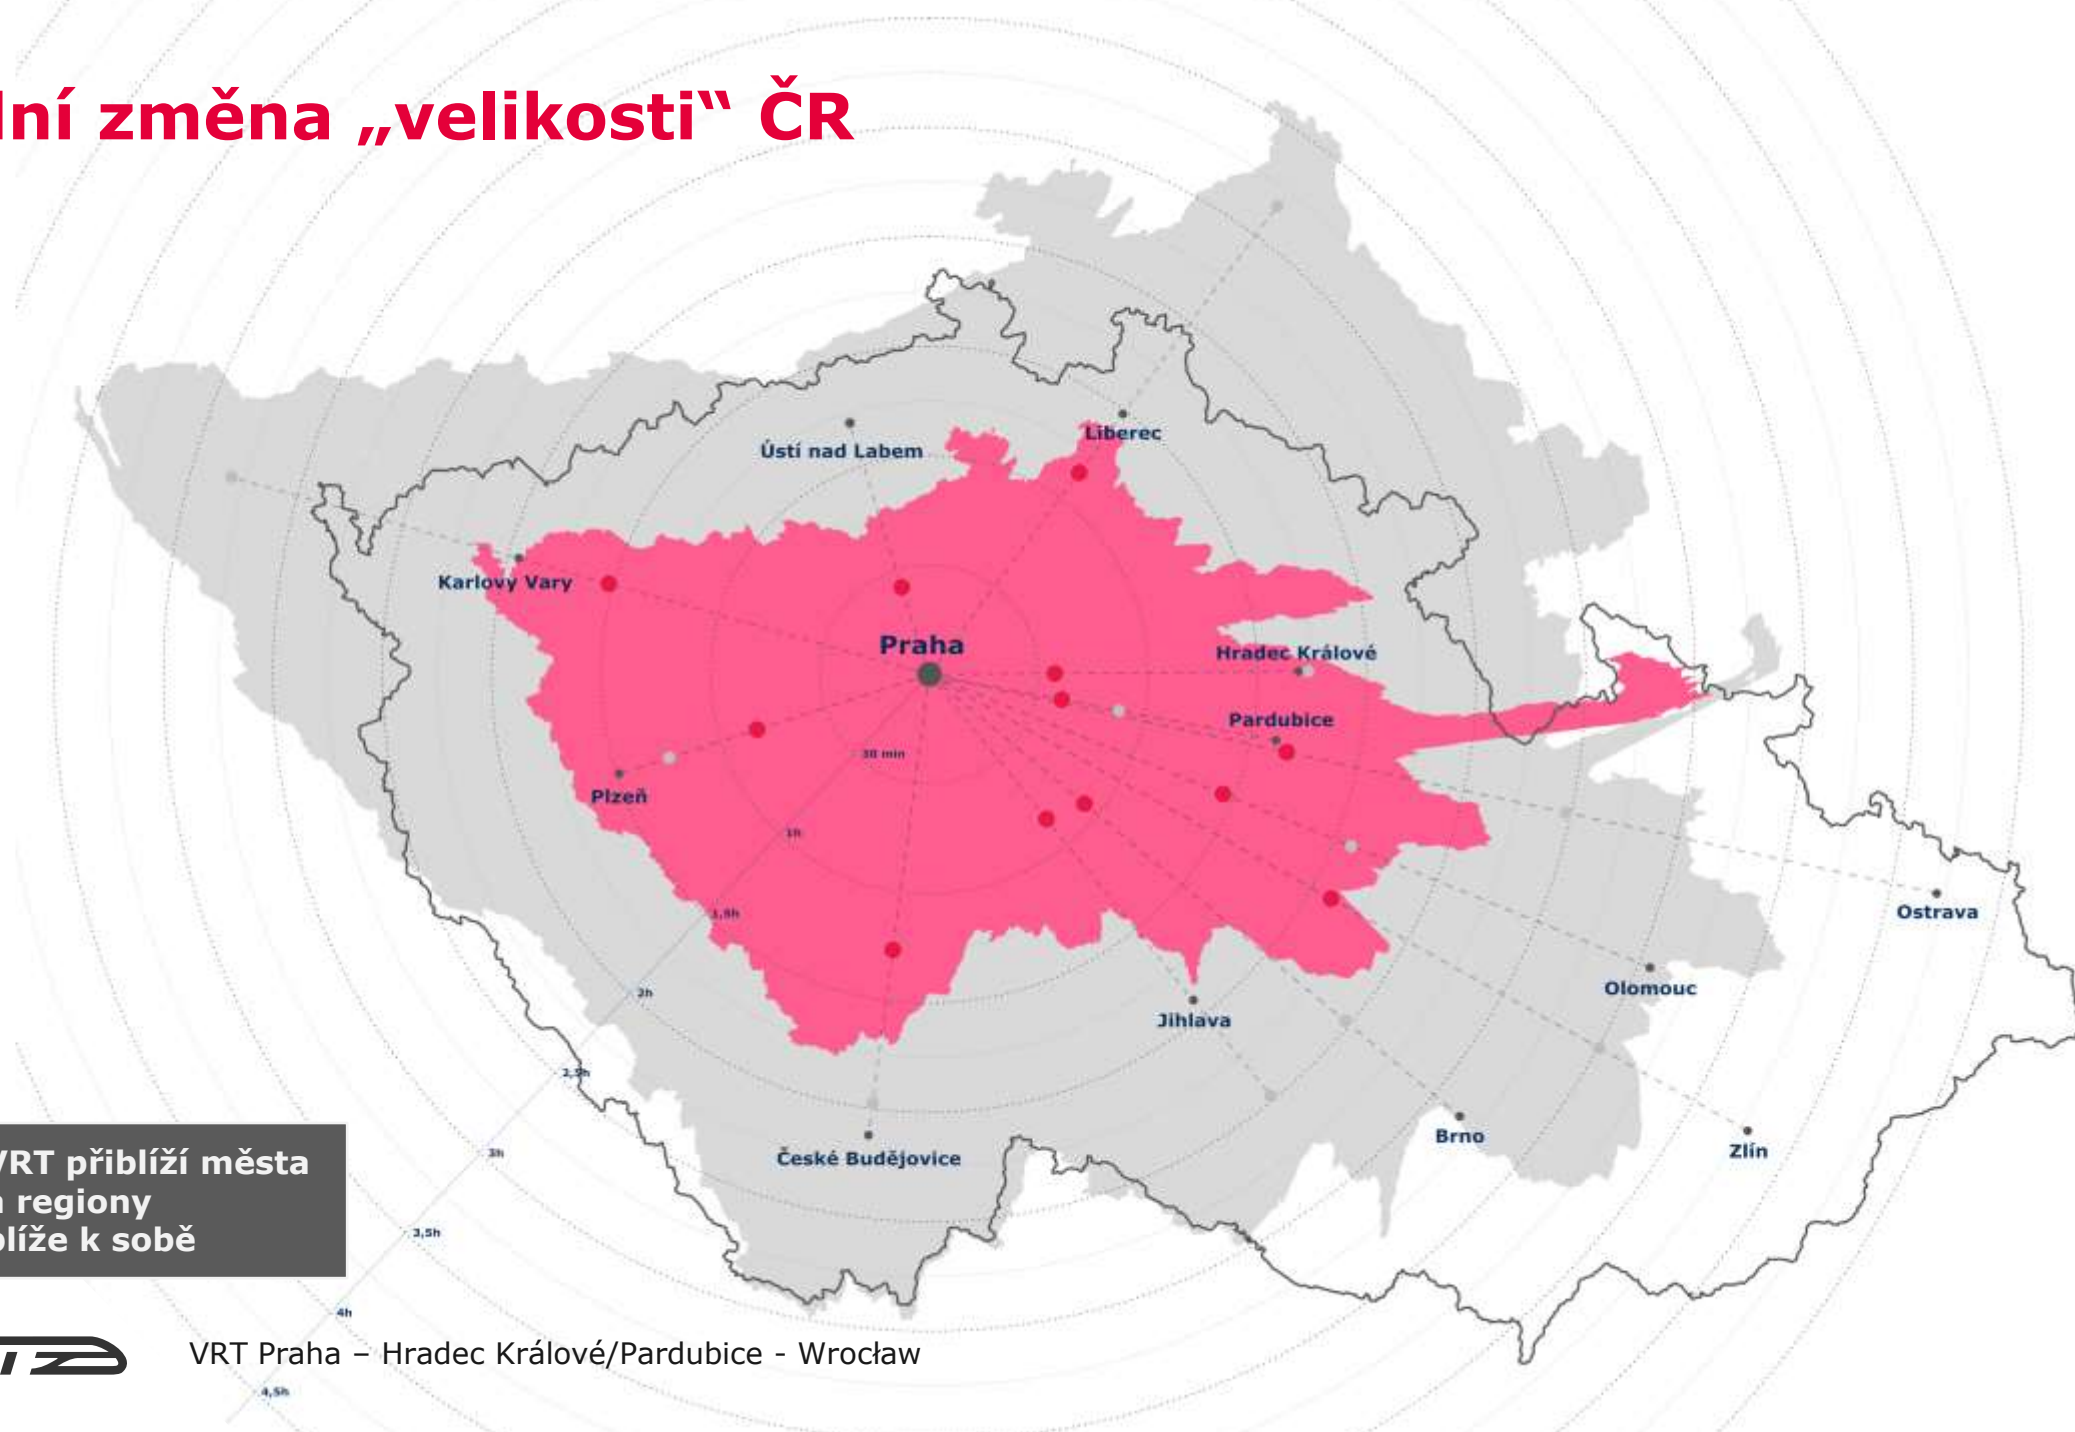 lní změna „velikosti“ ČR
Liberec
Ústí nad Labem
Karlovy Vary
Praha
Hradec Králové
Pardubice
30 min
Plzeň
1h
Ostrava
1,5h
Olomouc
2h
Jihlava
2,5h
Brno
Zlín
České Budějovice
3h
VRT přiblíží města
a regiony
blíže k sobě
3,5h
4h
VRT Praha – Hradec Králové/Pardubice - Wrocław
4,5h